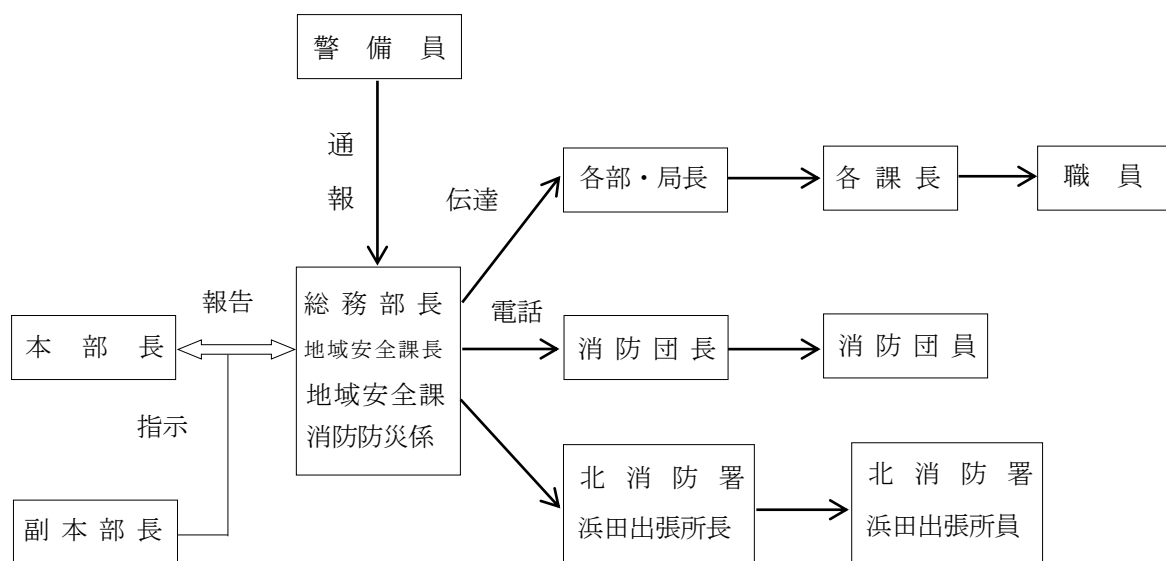 警備員
通
報
伝達
各部・局長
各課長
職員
報告
総務部長
電話
本部長
地域安全課長
消防団長
消防団員
地域安全課
指示
消防防災係
北消防署
北消防署
副本部長
浜田出張所長
浜田出張所員